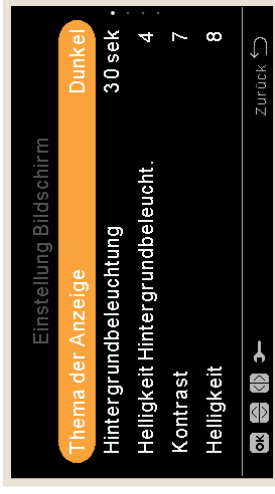 Einstellung Bildschirm
Thema der Anzeige Dunkel
Hintergrundbeleuchtung 30 sek
Helligkeit Hintergrundbeleucht. 4
Kontrast 7
Helligkeit 8
OK Zurück